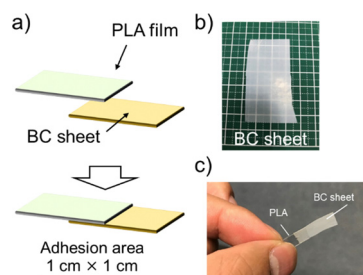 a)
PLA film
BC sheet
Adhesion area
1 cm × 1 cm
b)
BC sheet
c)
BC sheet
PLA